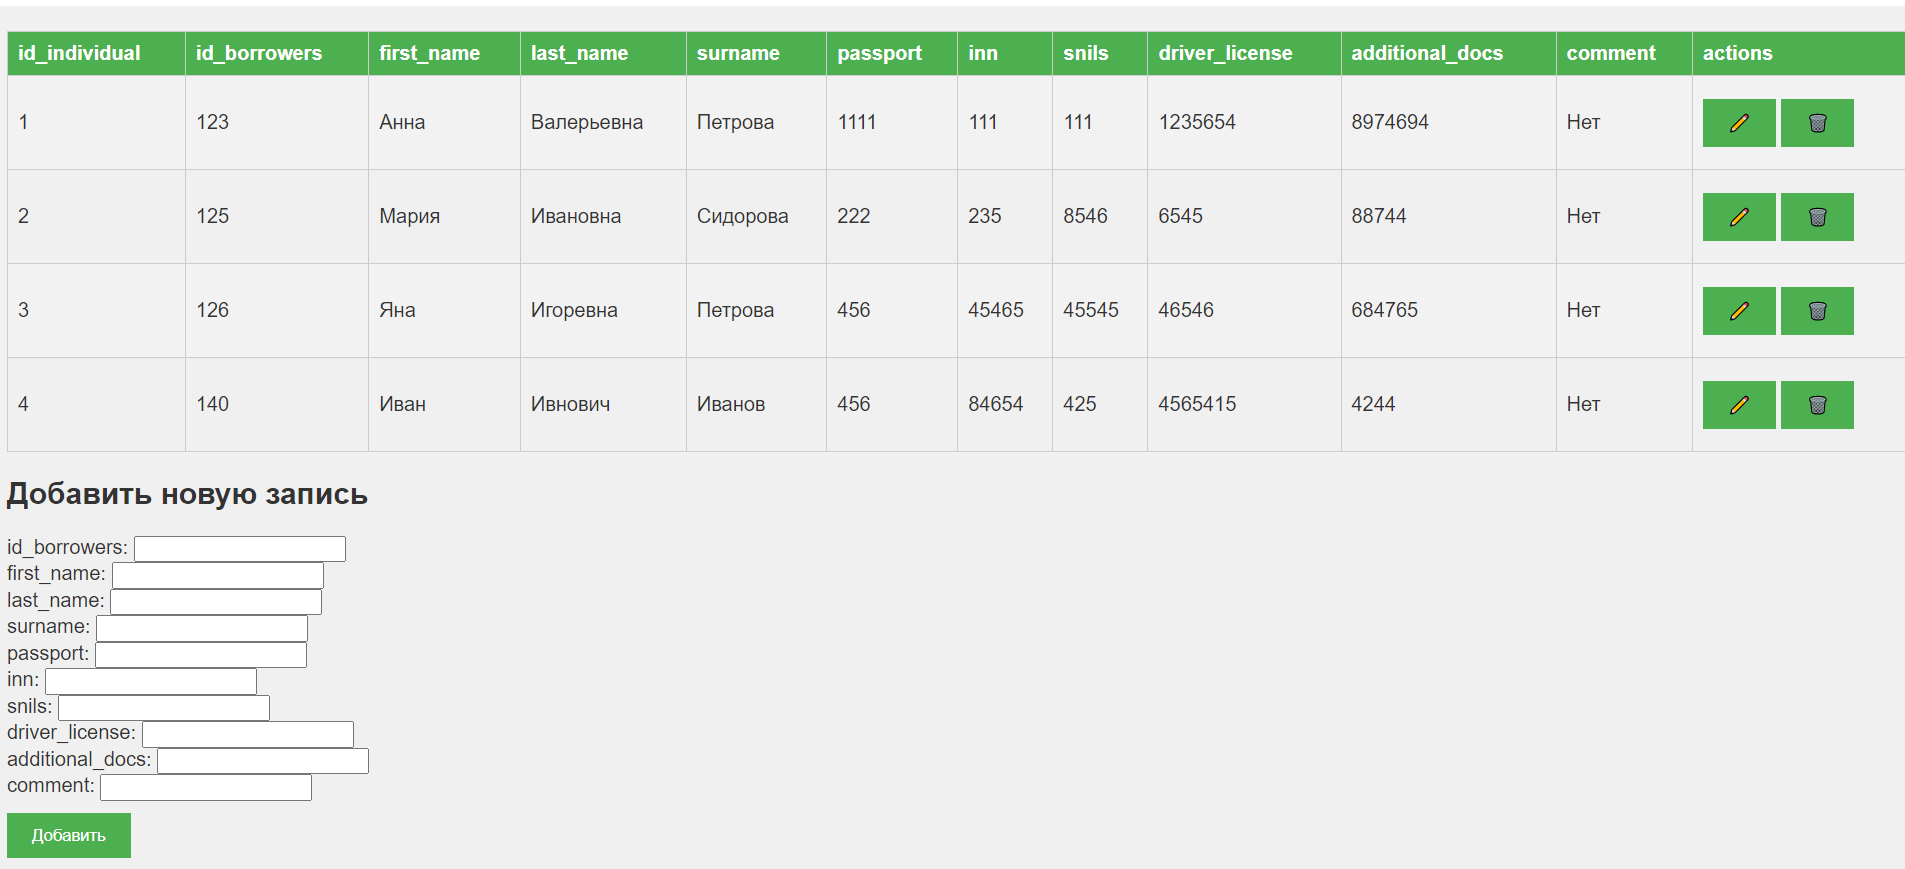 id_individual id_borrowers first_name last_name surname passport inn snils driver_license additional_docs comment actions
1 123 Анна Валерьевна Петрова 1111 111 111 1235654 8974694 Нет
2 125 Мария Ивановна Сидорова 222 235 8546 6545 88744 Нет
3 126 Яна Игоревна Петрова 456 45465 45545 46546 684765 Нет
4 140 Иван Ивнович Иванов 456 84654 425 4565415 4244 Нет
Добавить новую запись
id_borrowers:
first_name:
last_name:
surname:
passport:
inn:
snils:
driver_license:
additional_docs:
comment:
Добавить